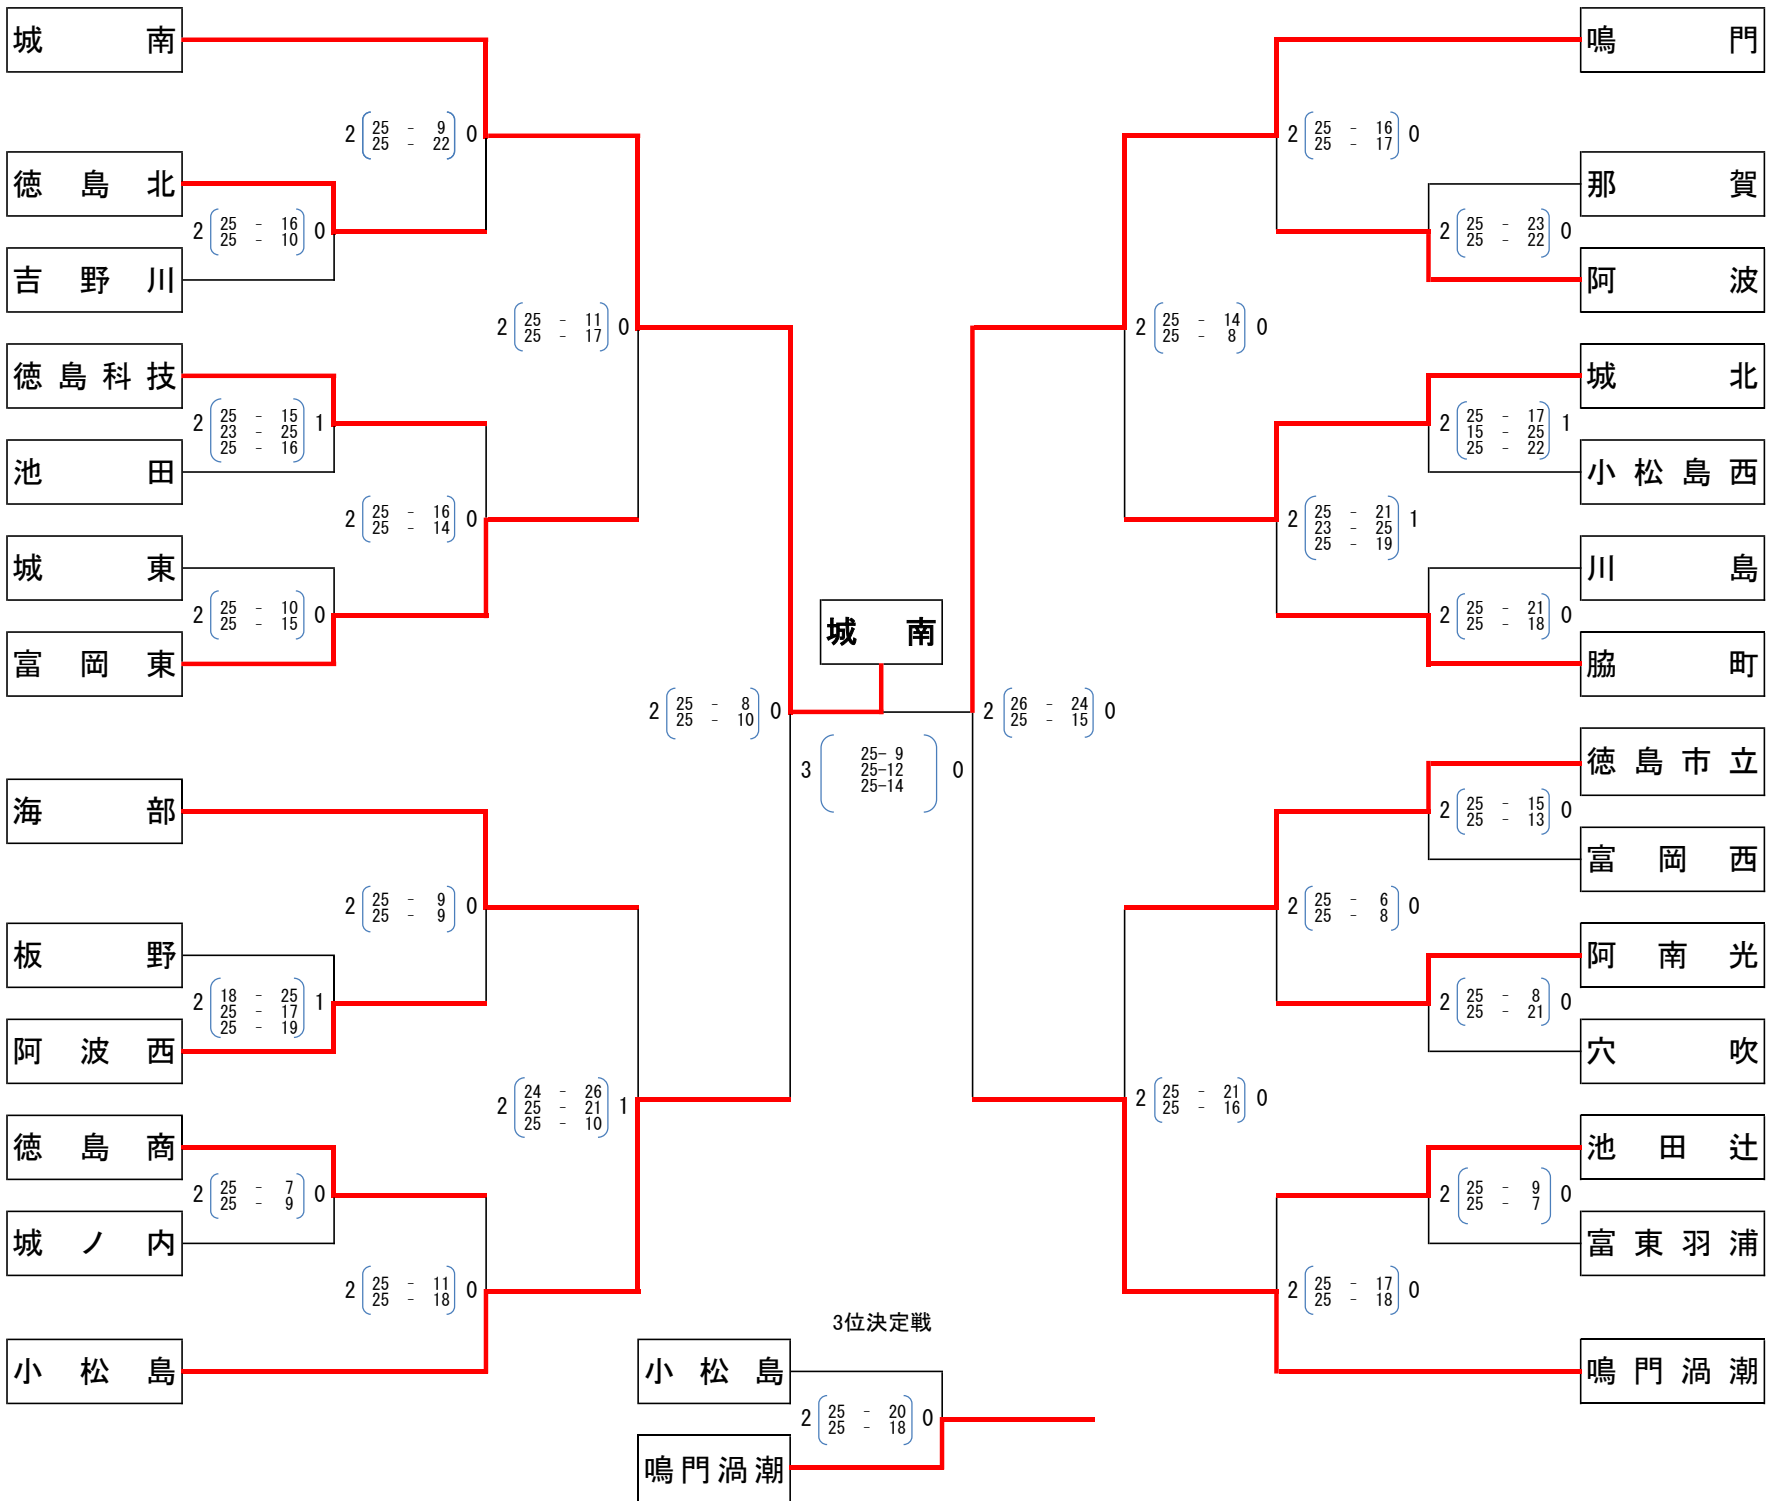 城 南
2 25 - 9 0
25 - 22
徳 島 北
2 25 - 16 0
25 - 10
吉 野 川
2 25 - 11 0
25 - 17
徳 島 科 技
2 25 - 15 1
23 - 25
25 - 16
池 田
2 25 - 16 0
25 - 14
城 東
2 25 - 10 0
25 - 15
富 岡 東
2 25 - 8 0
25 - 10
海 部
2 25 - 9 0
25 - 9
板 野
2 18 - 25 1
25 - 17
25 - 19
阿 波 西
2 24 - 26 1
25 - 21
25 - 10
徳 島 商
2 25 - 7 0
25 - 9
城 ノ 内
2 25 - 11 0
25 - 18
小 松 島
城 南
3 25- 9 0
25-12
25-14
鳴 門
2 25 - 16 0
25 - 17
那 賀
2 25 - 23 0
25 - 22
阿 波
2 25 - 14 0
25 - 8
城 北
2 25 - 17 1
15 - 25
25 - 22
小 松 島 西
2 25 - 21 1
23 - 25
25 - 19
川 島
2 25 - 21 0
25 - 18
脇 町
2 26 - 24 0
25 - 15
徳 島 市 立
2 25 - 15 0
25 - 13
富 岡 西
2 25 - 6 0
25 - 8
阿 南 光
2 25 - 8 0
25 - 21
穴 吹
2 25 - 21 0
25 - 16
池 田 辻
2 25 - 9 0
25 - 7
富 東 羽 浦
2 25 - 17 0
25 - 18
鳴 門 渦 潮
3位決定戦
小 松 島
2 25 - 20 0
25 - 18
鳴 門 渦 潮